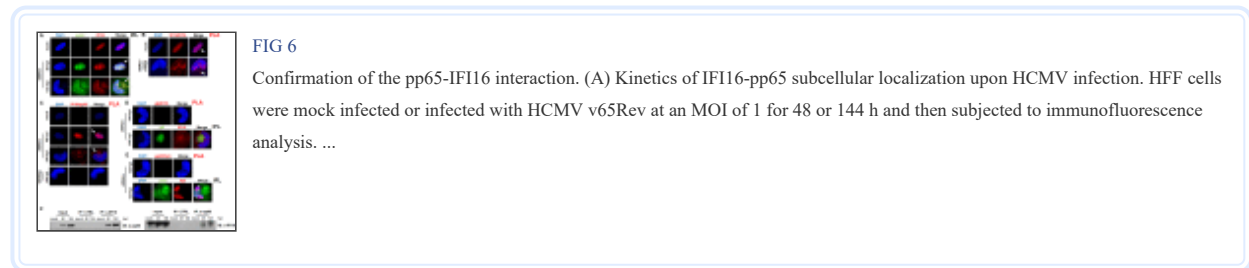 FIG 6
Confirmation of the pp65-IFI16 interaction. (A) Kinetics of IFI16-pp65 subcellular localization upon HCMV infection. HFF cells
were mock infected or infected with HCMV v65Rev at an MOI of 1 for 48 or 144 h and then subjected to immunofluorescence
analysis. ...